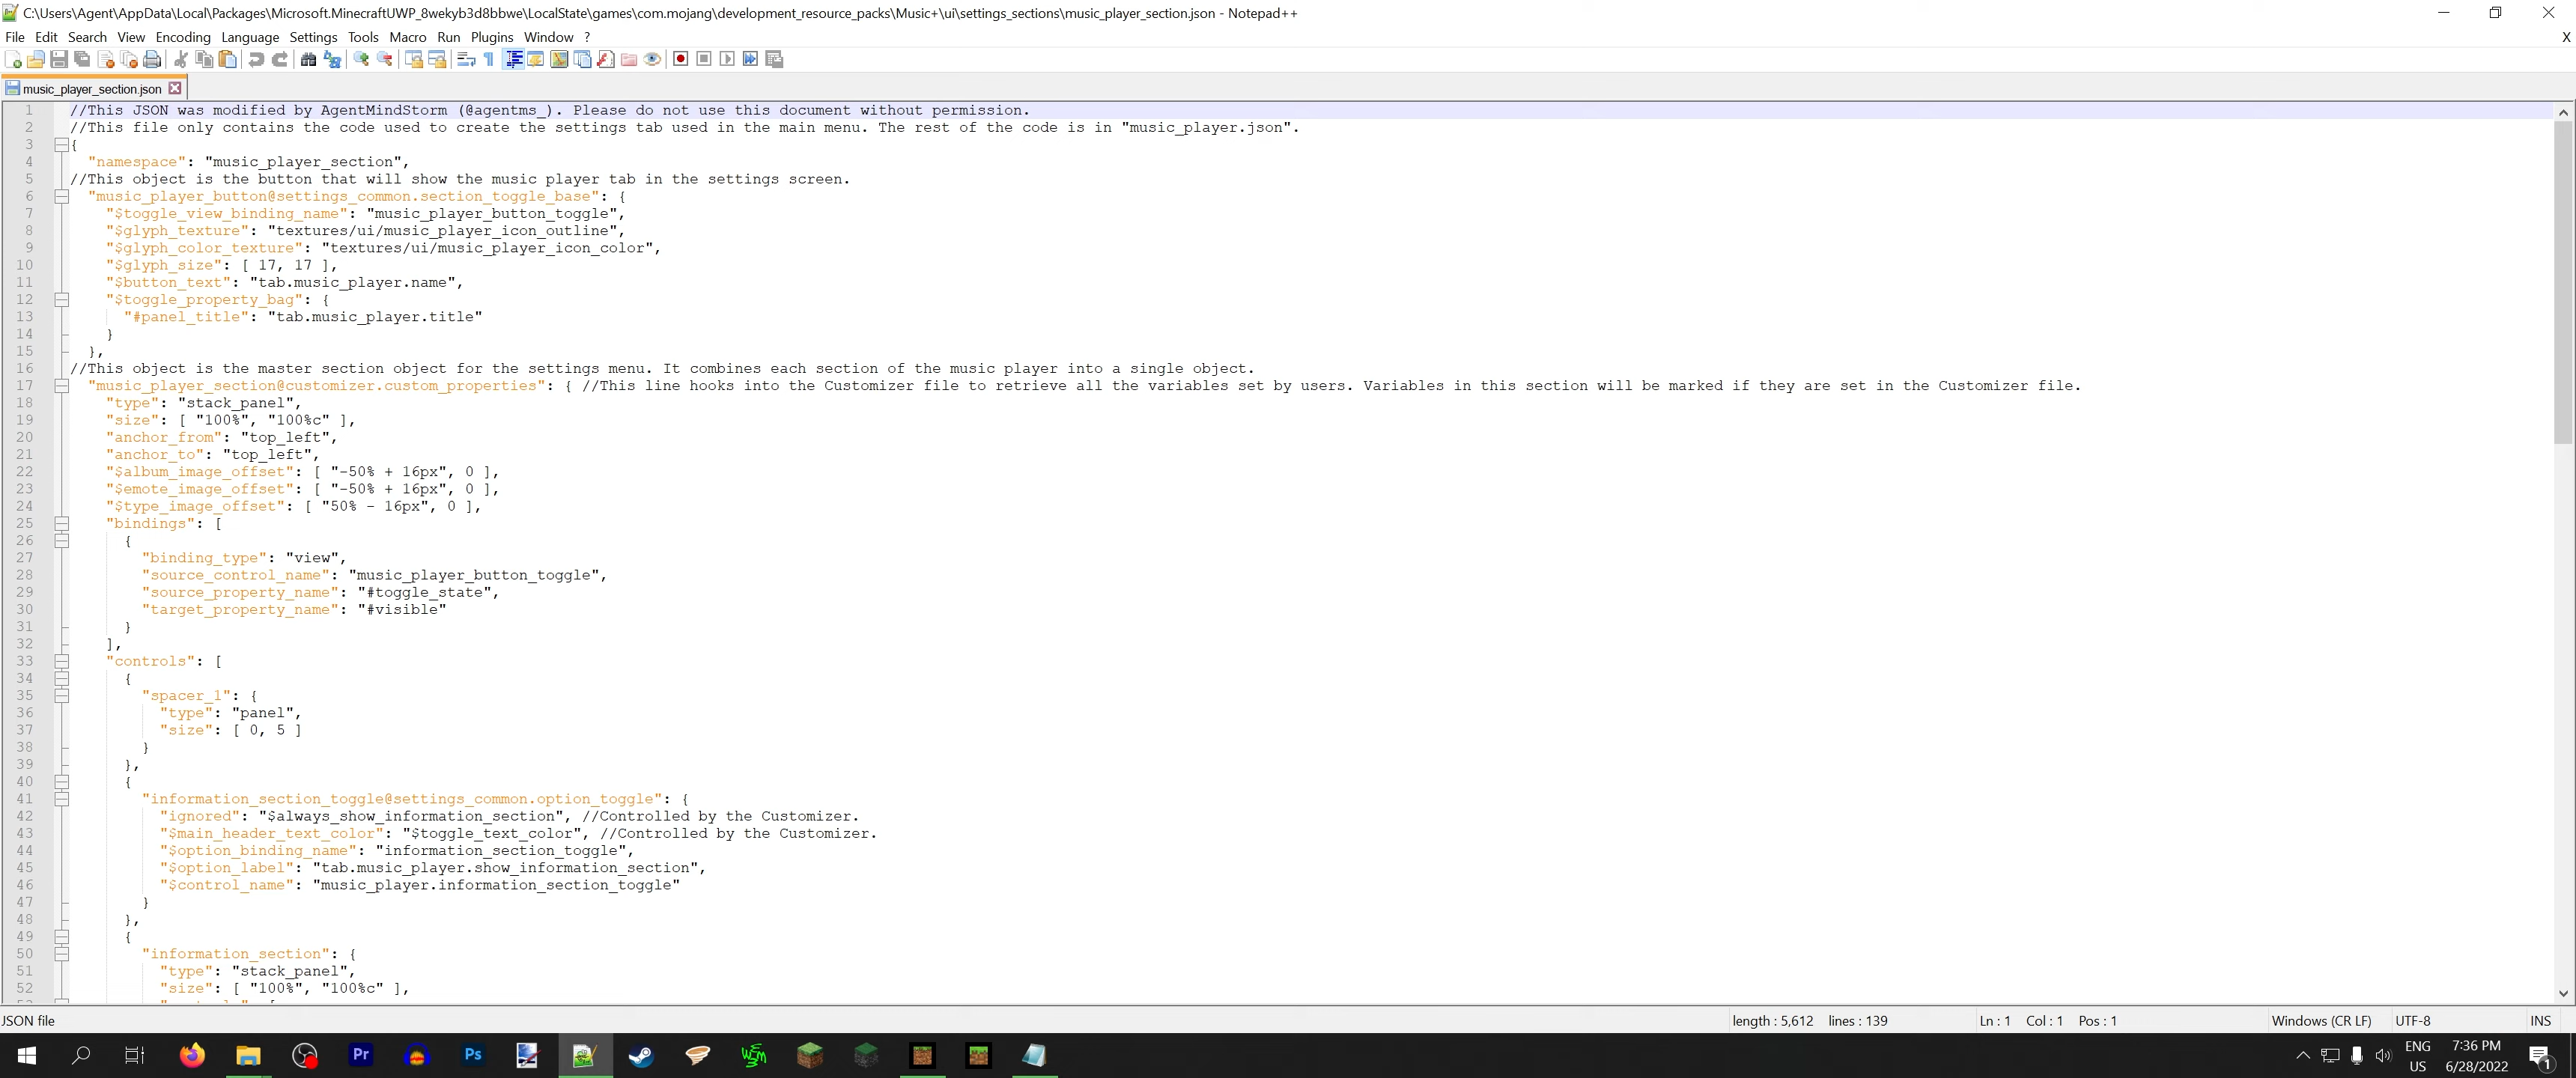 C:\Users\Agent\AppData\Local\Packages\Microsoft.MinecraftUWP_8wekyb3d8bbwe\LocalState\games\com.mojang\development_resource_packs\Music+\ui\settings_sections\music_player_section.json - Notepad++
File Edit Search View Encoding Language Settings Tools Macro Run Plugins Window ? X
music_player_section.json
1 //This JSON was modified by AgentMindStorm (@agentms_). Please do not use this document without permission.
2 //This file only contains the code used to create the settings tab used in the main menu. The rest of the code is in "music_player.json".
3 {
4 "namespace": "music_player_section",
5 //This object is the button that will show the music player tab in the settings screen.
6 "music_player_button@settings_common.section_toggle_base": {
7 "$toggle_view_binding_name": "music_player_button_toggle",
8 "$glyph_texture": "textures/ui/music_player_icon_outline",
9 "$glyph_color_texture": "textures/ui/music_player_icon_color",
10 "$glyph_size": [ 17, 17 ],
11 "$button_text": "tab.music_player.name",
12 "$toggle_property_bag": {
13 "#panel_title": "tab.music_player.title"
14 }
15 },
16 //This object is the master section object for the settings menu. It combines each section of the music player into a single object.
17 "music_player_section@customizer.custom_properties": { //This line hooks into the Customizer file to retrieve all the variables set by users. Variables in this section will be marked if they are set in the Customizer file.
18 "type": "stack_panel",
19 "size": [ "100%", "100%c" ],
20 "anchor_from": "top_left",
21 "anchor_to": "top_left",
22 "$album_image_offset": [ "-50% + 16px", 0 ],
23 "$emote_image_offset": [ "-50% + 16px", 0 ],
24 "$type_image_offset": [ "50% - 16px", 0 ],
25 "bindings": [
26 {
27 "binding_type": "view",
28 "source_control_name": "music_player_button_toggle",
29 "source_property_name": "#toggle_state",
30 "target_property_name": "#visible"
31 }
32 ],
33 "controls": [
34 {
35 "spacer_1": {
36 "type": "panel",
37 "size": [ 0, 5 ]
38 }
39 },
40 {
41 "information_section_toggle@settings_common.option_toggle": {
42 "ignored": "$always_show_information_section", //Controlled by the Customizer.
43 "$main_header_text_color": "$toggle_text_color", //Controlled by the Customizer.
44 "$option_binding_name": "information_section_toggle",
45 "$option_label": "tab.music_player.show_information_section",
46 "$control_name": "music_player.information_section_toggle"
47 }
48 },
49 {
50 "information_section": {
51 "type": "stack_panel",
52 "size": [ "100%", "100%c" ],
JSON file length : 5,612 lines : 139 Ln : 1 Col : 1 Pos : 1 Windows (CR LF) UTF-8 INS
Pr Ps
ENG US
7:36 PM
6/28/2022
1